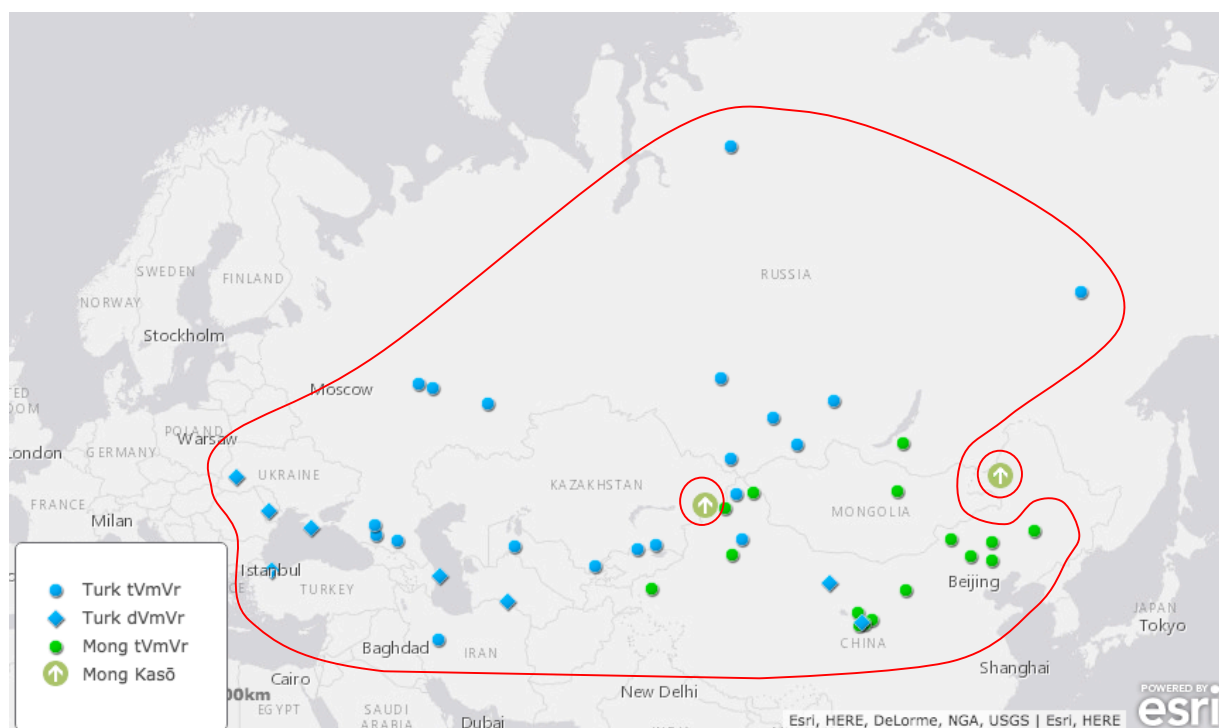 RUSSIA
SWEDEN
FINLAND
NORWAY
Stockholm
Moscow
POLAND
Warsaw
London
GERMANY
UKRAINE
KAZAKHSTAN
FRANCE
Milan
MONGOLIA
Istanbul
TURKEY
Beijing
JAPAN
Tokyo
Baghdad
IRAN
CHINA
Shanghai
Cairo
New Delhi
EGYPT
SAUDI
ARABIA
Dubai
Turk tVmVr
Turk dVmVr
Mong tVmVr
Mong Kasō
00km
POWERED BY
esri
Esri, HERE, DeLorme, NGA, USGS | Esri, HERE